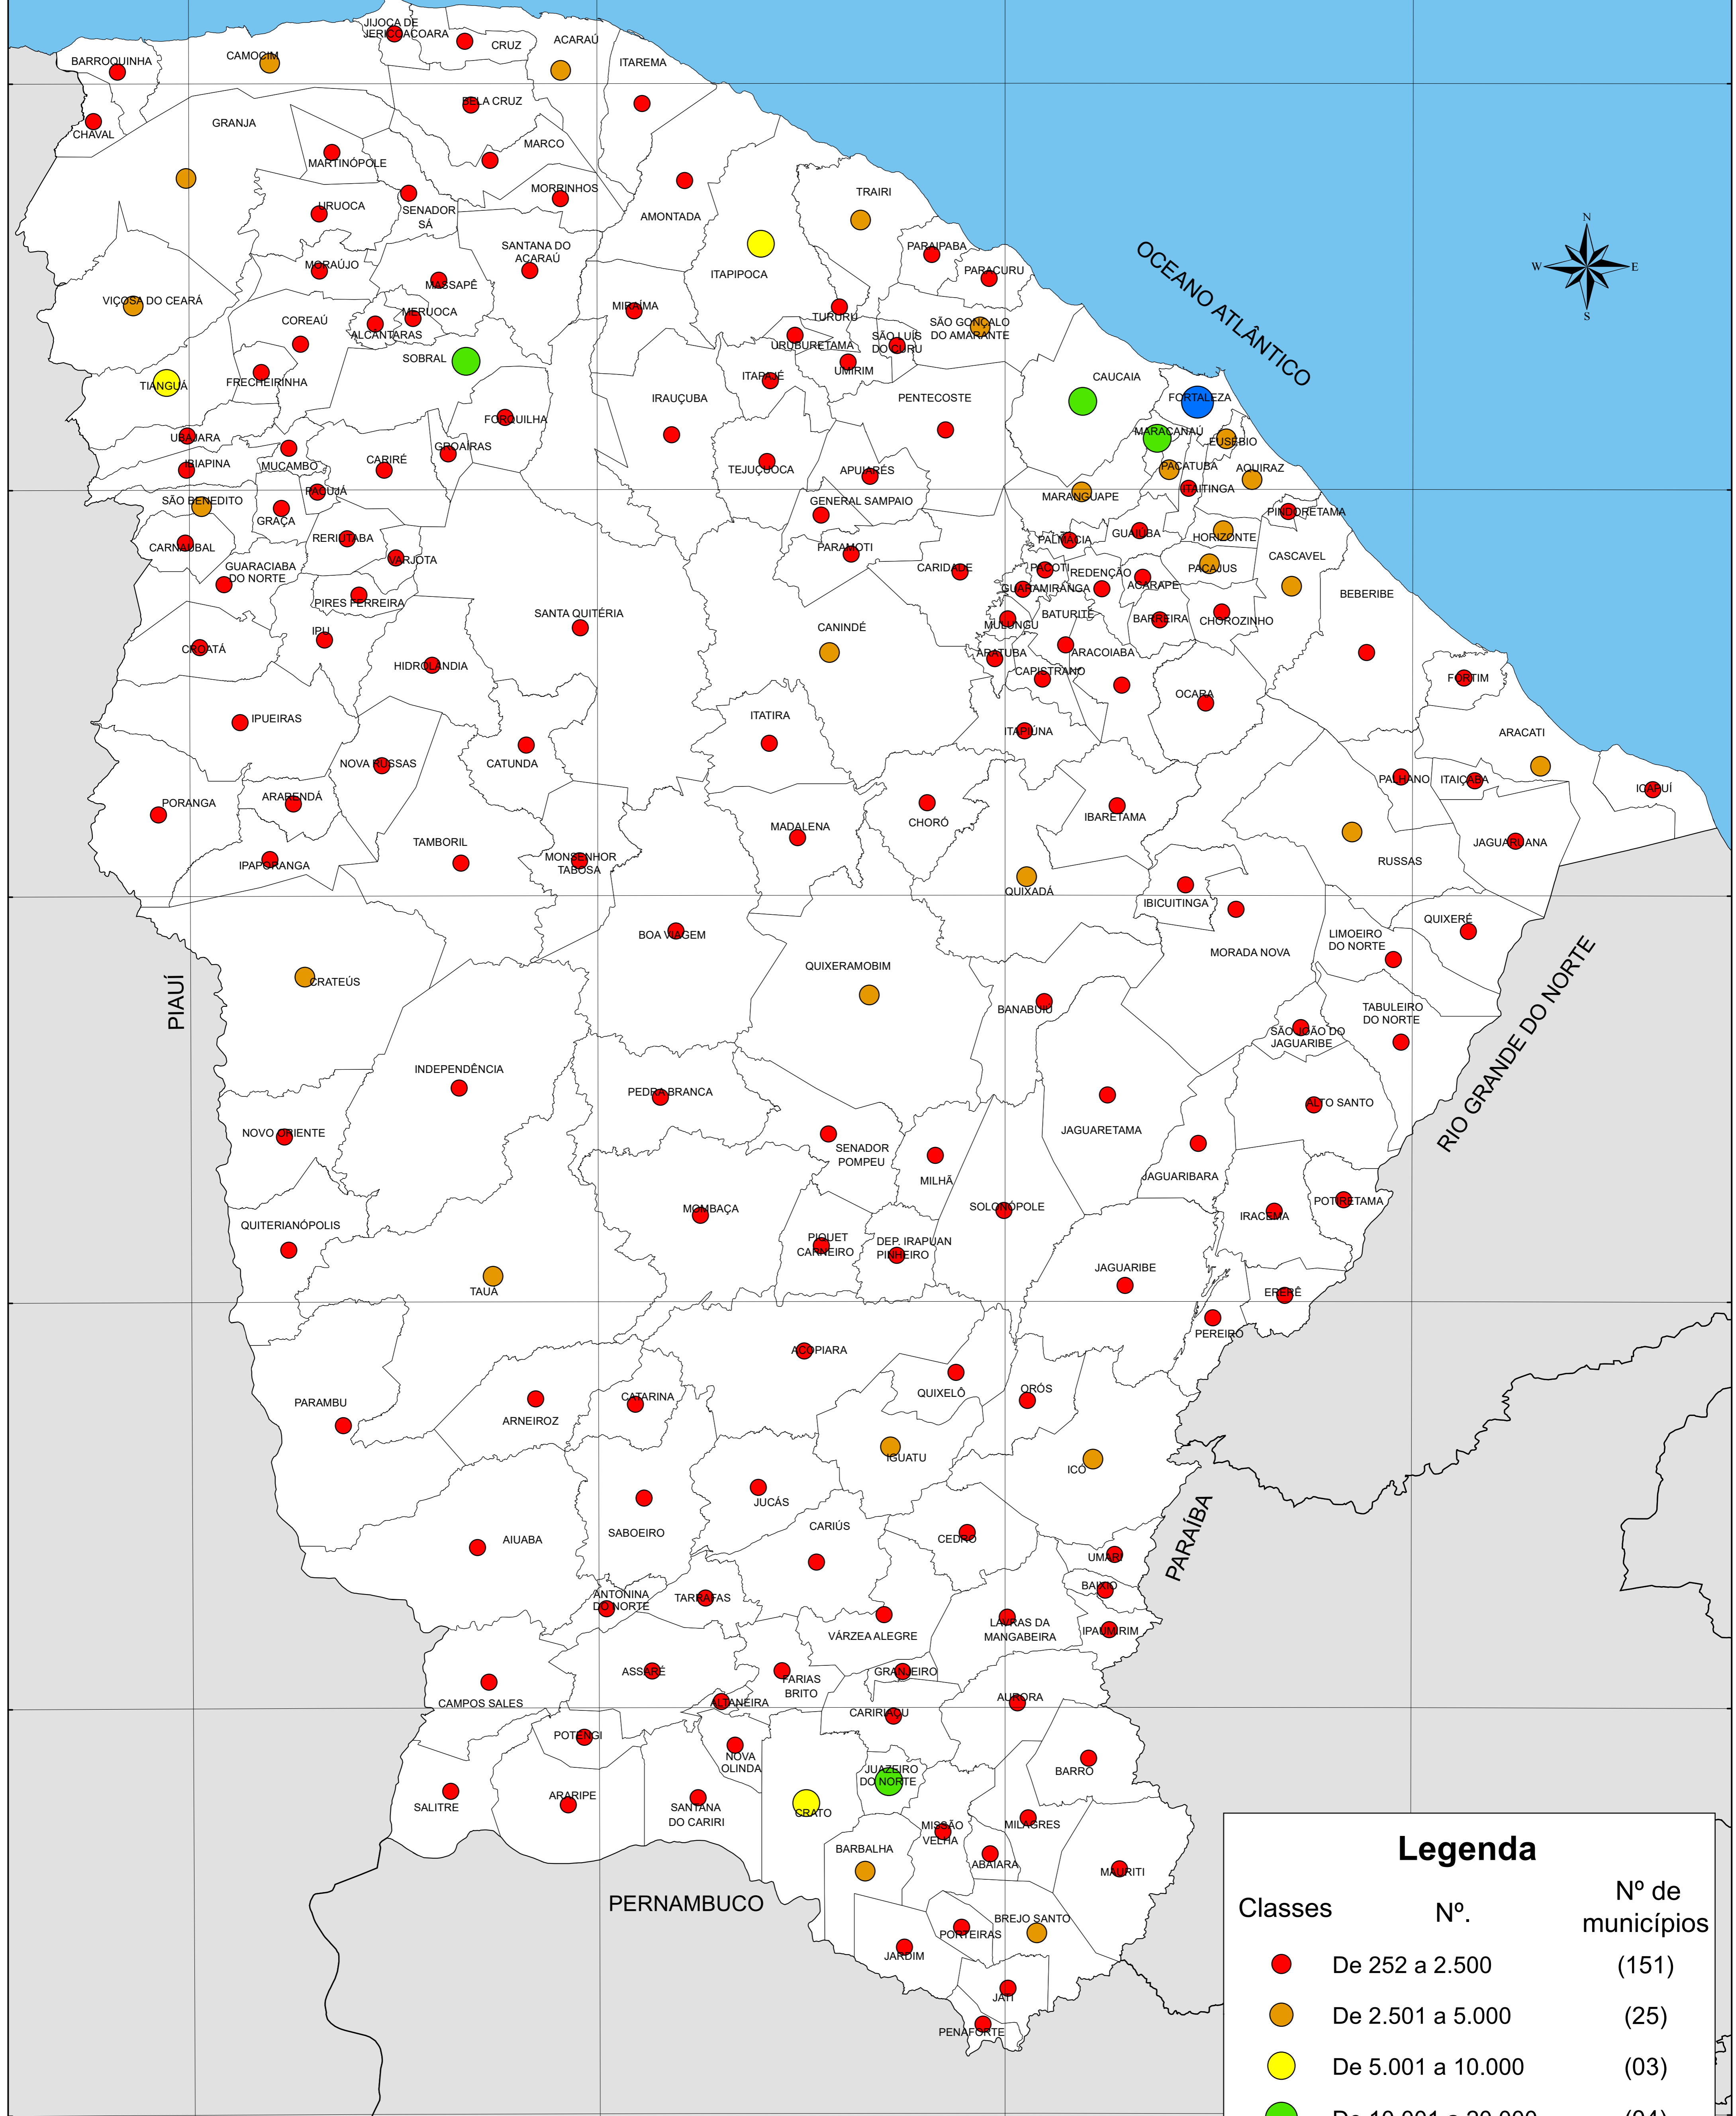 JIJOCA DE
JERICOACOARA
CRUZ
ACARAÚ
ITAREMA
BARROQUINHA
CAMOCIM
BELA CRUZ
CHAVAL
GRANJA
MARCO
MARTINÓPOLE
MORRINHOS
URUOCA
SENADOR
SÁ
AMONTADA
TRAIRI
N
W
E
S
SANTANA DO
ACARAÚ
PARAIPABA
PARACURU
OCEANO ATLÂNTICO
MORAÚJO
MASSAPÊ
ITAPIPOCA
VIÇOSA DO CEARÁ
MERUOCA
MIRAÍMA
COREAÚ
ALCÂNTARAS
TURURU
SÃO GONÇALO
DO AMARANTE
URUBURETAMA
SÃO LUÍS
DO CURU
SOBRAL
UMIRIM
TIANGUÁ
FRECHEIRINHA
ITAPAJÉ
CAUCAIA
IRAUÇUBA
PENTECOSTE
FORTALEZA
FORQUILHA
MARACANAÚ
EUSÉBIO
UBAJARA
GROAÍRAS
IBIAPINA
MUCAMBO
CARIRÉ
TEJUÇUOCA
APUIARÉS
PACATUBA
AQUIRAZ
PACUJÁ
ITAITINGA
SÃO BENEDITO
GENERAL SAMPAIO
MARANGUAPE
GRAÇA
PINDORETAMA
CARNAUBAL
RERIUTABA
PARAMOTI
PALMÁCIA
GUAIÚBA
HORIZONTE
VARJOTA
CASCAVEL
GUARACIABA
DO NORTE
CARIDADE
PACOTI
REDENÇÃO
PACAJUS
GUARAMIRANGA
ACARAPE
PIRES FERREIRA
BEBERIBE
SANTA QUITÉRIA
BATURITÉ
BARREIRA
CHOROZINHO
IPU
CANINDÉ
MULUNGU
CROATÁ
ARATUBA
ARACOIABA
HIDROLÂNDIA
CAPISTRANO
FORTIM
OCARA
IPUEIRAS
ITATIRA
ITAPIÚNA
ARACATI
NOVA RUSSAS
CATUNDA
PALHANO
ITAIÇABA
ICAPUÍ
PORANGA
ARARENDÁ
CHORÓ
IBARETAMA
MADALENA
TAMBORIL
JAGUARUANA
IPAPORANGA
MONSENHOR
TABOSA
RUSSAS
QUIXADÁ
IBICUITINGA
QUIXERÉ
BOA VIAGEM
LIMOEIRO
DO NORTE
MORADA NOVA
QUIXERAMOBIM
CRATEÚS
PIAUÍ
BANABUIÚ
TABULEIRO
DO NORTE
SÃO JOÃO DO
JAGUARIBE
RIO GRANDE DO NORTE
INDEPENDÊNCIA
PEDRA BRANCA
ALTO SANTO
JAGUARETAMA
NOVO ORIENTE
SENADOR
POMPEU
MILHÃ
JAGUARIBARA
MOMBAÇA
SOLONÓPOLE
POTIRETAMA
IRACEMA
QUITERIANÓPOLIS
PIQUET
CARNEIRO
DEP. IRAPUAN
PINHEIRO
JAGUARIBE
TAUÁ
ERERÊ
PEREIRO
ACOPIARA
QUIXELÔ
ORÓS
PARAMBU
CATARINA
ARNEIROZ
IGUATU
ICÓ
JUCÁS
PARAÍBA
SABOEIRO
CARIÚS
AIUABA
CEDRO
UMARI
BAIXIO
ANTONINA
DO NORTE
TARRAFAS
LAVRAS DA
MANGABEIRA
IPAUMIRIM
VÁRZEA ALEGRE
ASSARÉ
FARIAS
BRITO
GRANJEIRO
CAMPOS SALES
ALTANEIRA
AURORA
CARIRIAÇU
POTENGI
NOVA
OLINDA
JUAZEIRO
DO NORTE
BARRO
SALITRE
ARARIPE
SANTANA
DO CARIRI
CRATO
MISSÃO
VELHA
MILAGRES
BARBALHA
ABAIARA
MAURITI
PERNAMBUCO
BREJO SANTO
PORTEIRAS
JARDIM
JATI
PENAFORTE
Legenda
Classes
Nº.
Nº de
municípios
De 252 a 2.500 (151)
De 2.501 a 5.000 (25)
De 5.001 a 10.000 (03)
De 10.001 a 20.000 (04)